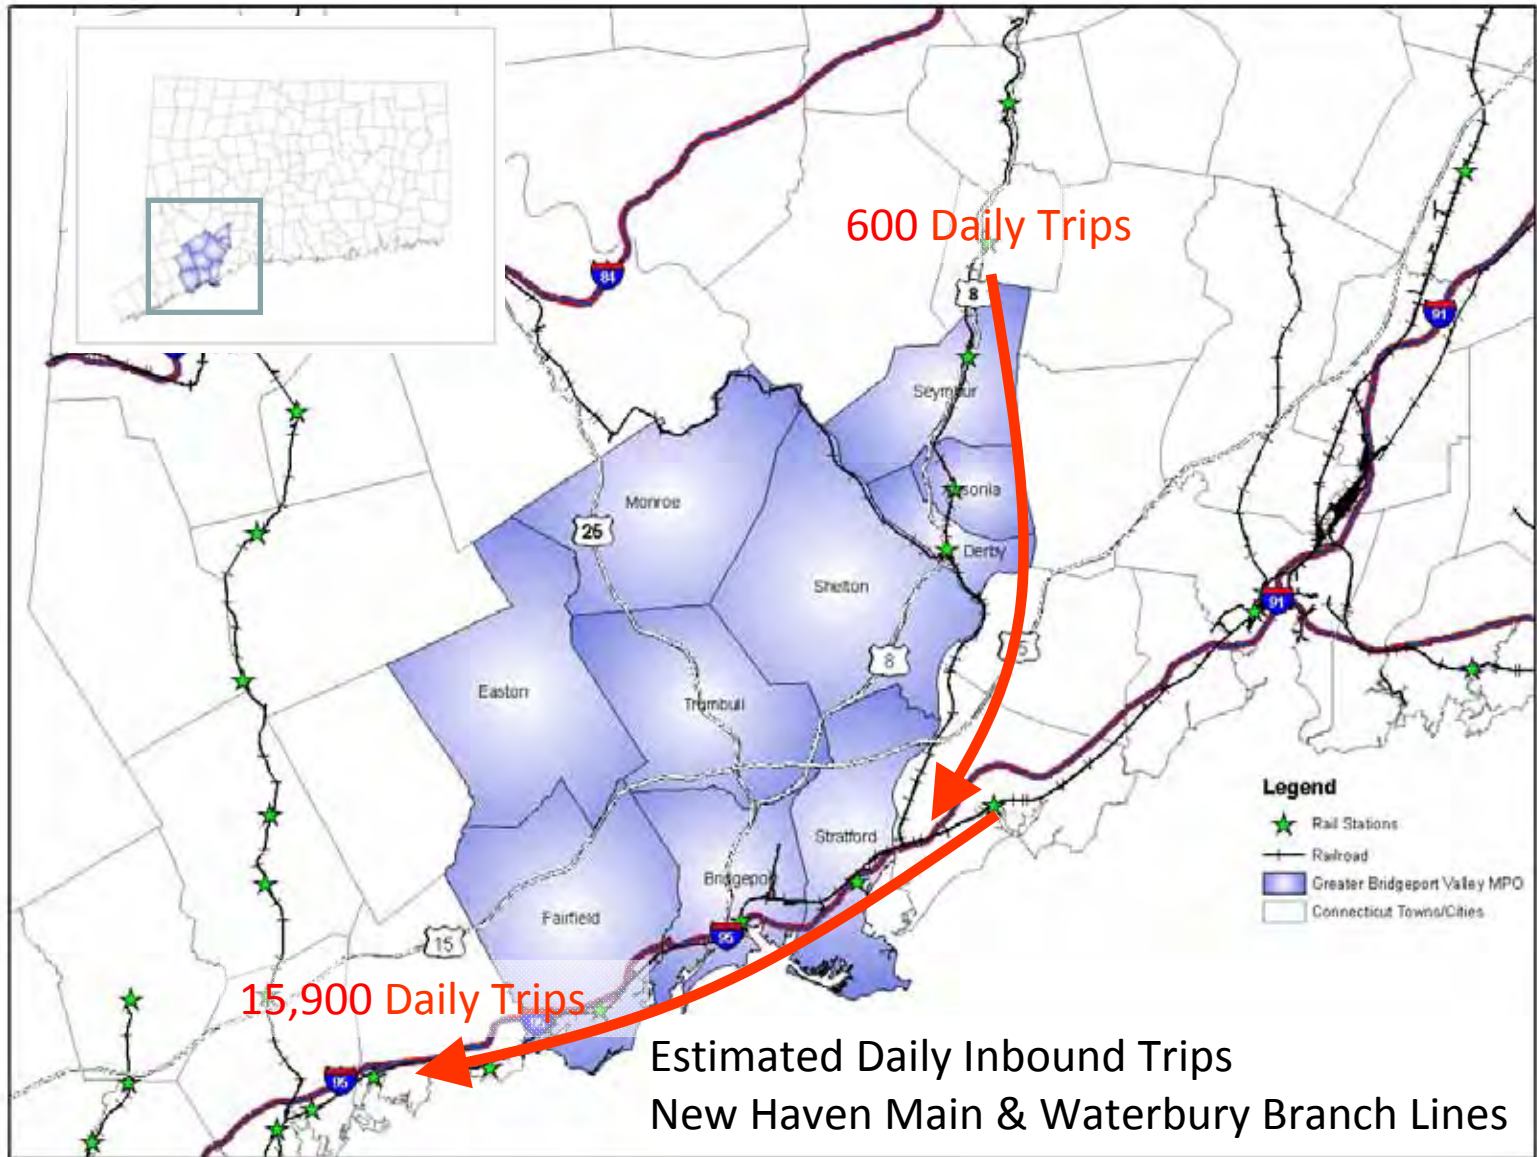 600 Daily Trips
84
8
91
Seymour
Monroe
25
Derby
Shelton
91
8
Easton
Trumbull
Legend
Rail Stations
Railroad
Greater Bridgeport Valley MPO
Connecticut Towns/Cities
Stratford
Bridgeport
Fairfield
95
15
15,900 Daily Trips
95
Estimated Daily Inbound Trips
New Haven Main & Waterbury Branch Lines